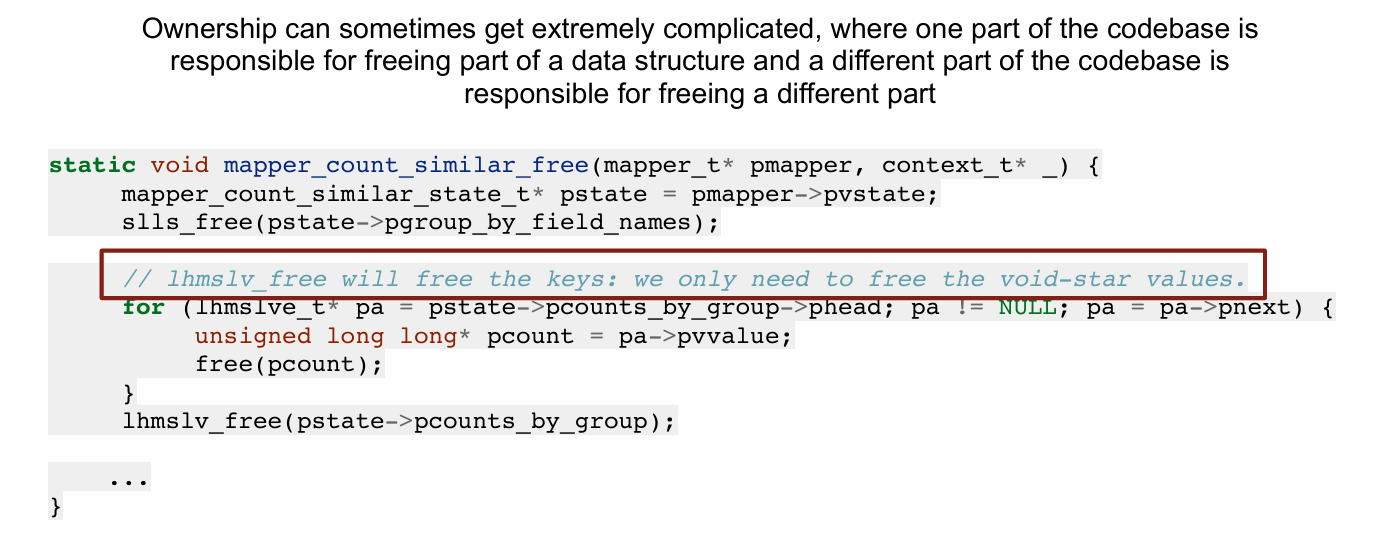 Ownership can sometimes get extremely complicated, where one part of the codebase is
responsible for freeing part of a data structure and a different part of the codebase is
responsible for freeing a different part
static void mapper_count_similar_free(mapper_t* pmapper, context_t* _) {
mapper_count_similar_state_t* pstate = pmapper->pvstate;
slls_free(pstate->pgroup_by_field_names);
// lhmslv_free will free the keys: we only need to free the void-star values.
for (lhmslve_t* pa = pstate->pcounts_by_group->phead; pa != NULL; pa = pa->pnext) {
unsigned long long* pcount = pa->pvvalue;
free(pcount);
}
lhmslv_free(pstate->pcounts_by_group);
...
}